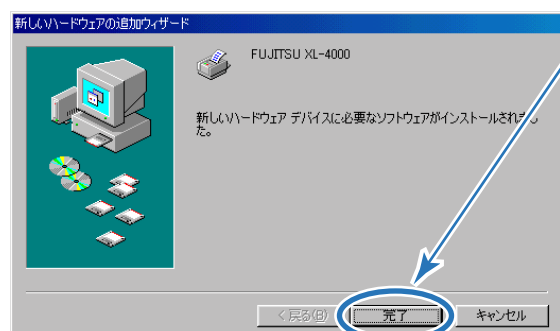 新しいハードウェアの追加ウィザード
FUJITSU XL-4000
新しいハードウェア デバイスに必要なソフトウェアがインストールされまし
た。
< 戻る(B)
完了
キャンセル